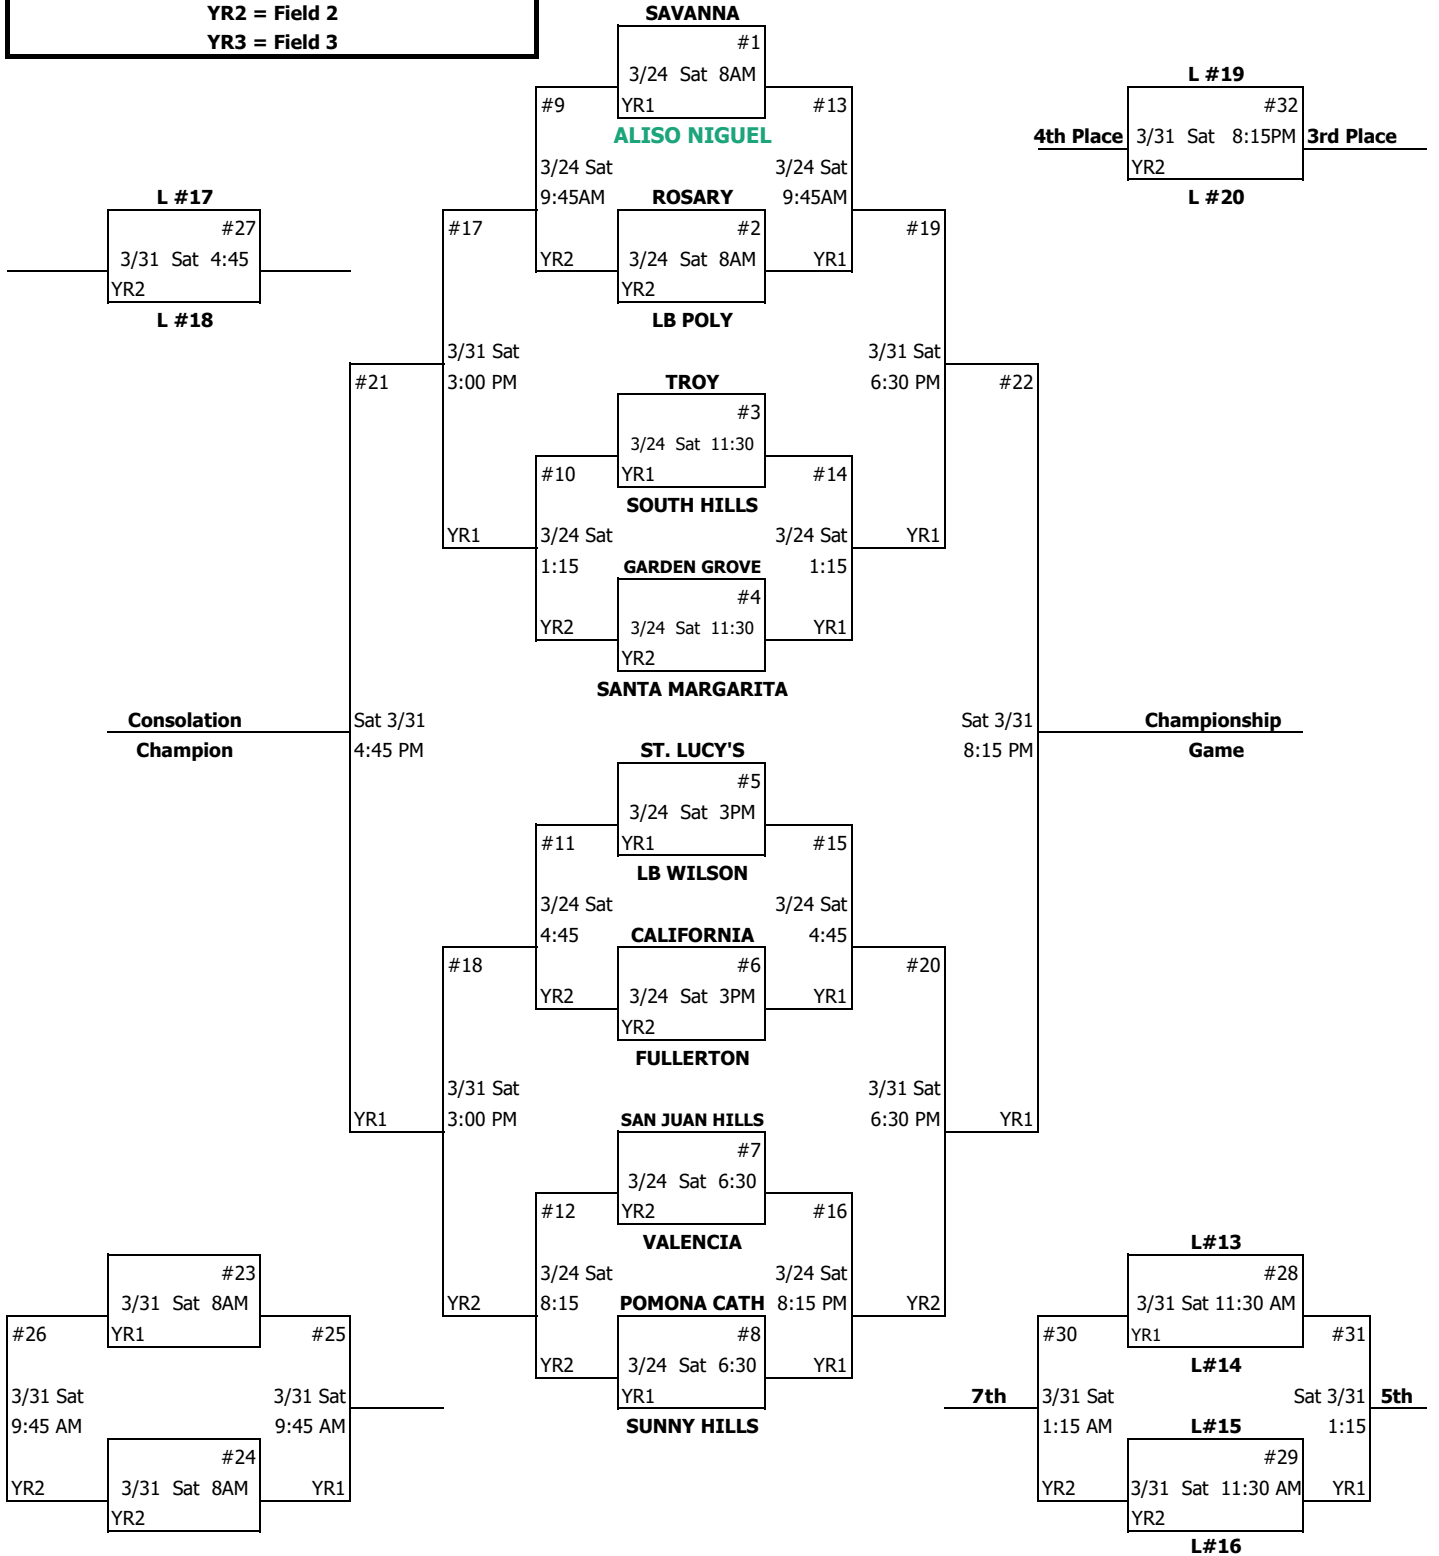 YR2 = Field 2
YR3 = Field 3
SAVANNA
#1
3/24 Sat 8AM
YR1
ALISO NIGUEL
#9
3/24 Sat
9:45AM
YR2
#13
3/24 Sat
9:45AM
YR1
ROSARY
#2
3/24 Sat 8AM
YR2
LB POLY
L #19
#32
4th Place
3/31 Sat 8:15PM
3rd Place
YR2
L #20
L #17
#27
3/31 Sat 4:45
YR2
L #18
#17
3/31 Sat
3:00 PM
YR1
#19
3/31 Sat
6:30 PM
YR1
TROY
#3
3/24 Sat 11:30
YR1
SOUTH HILLS
#10
3/24 Sat
1:15
YR2
#14
3/24 Sat
1:15
YR1
GARDEN GROVE
#4
3/24 Sat 11:30
YR2
SANTA MARGARITA
#21
Sat 3/31
4:45 PM
YR1
Consolation
Champion
#22
Sat 3/31
8:15 PM
YR1
Championship
Game
ST. LUCY'S
#5
3/24 Sat 3PM
YR1
LB WILSON
#11
3/24 Sat
4:45
YR2
#15
3/24 Sat
4:45
YR1
CALIFORNIA
#6
3/24 Sat 3PM
YR2
FULLERTON
#18
3/31 Sat
3:00 PM
YR2
#20
3/31 Sat
6:30 PM
YR2
SAN JUAN HILLS
#7
3/24 Sat 6:30
YR2
VALENCIA
#12
3/24 Sat
8:15
YR2
#16
3/24 Sat
8:15 PM
YR1
POMONA CATH
#8
3/24 Sat 6:30
YR1
SUNNY HILLS
#23
3/31 Sat 8AM
YR1
#26
3/31 Sat
9:45 AM
YR2
#25
3/31 Sat
9:45 AM
YR1
#24
3/31 Sat 8AM
YR2
L#13
#28
3/31 Sat 11:30 AM
YR1
L#14
#30
7th
3/31 Sat
1:15 AM
YR2
#31
Sat 3/31
5th
1:15
YR1
L#15
#29
3/31 Sat 11:30 AM
YR2
L#16